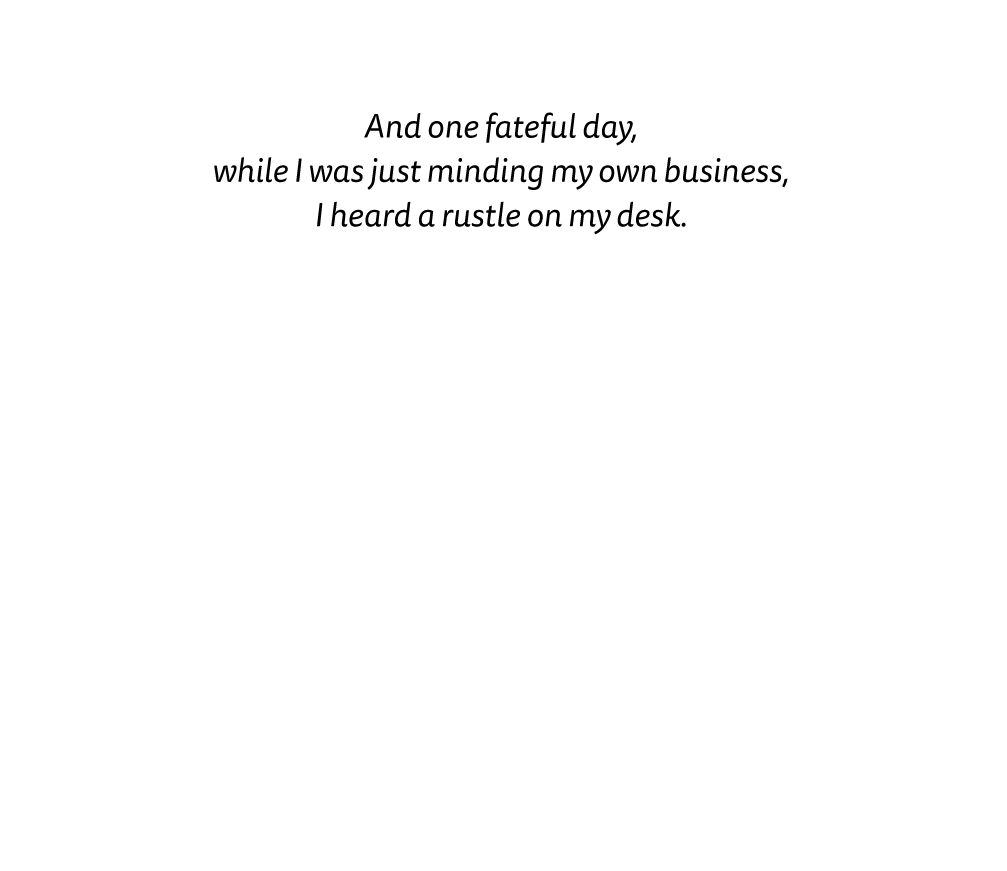 And one fateful day,
while I was just minding my own business,
I heard a rustle on my desk.